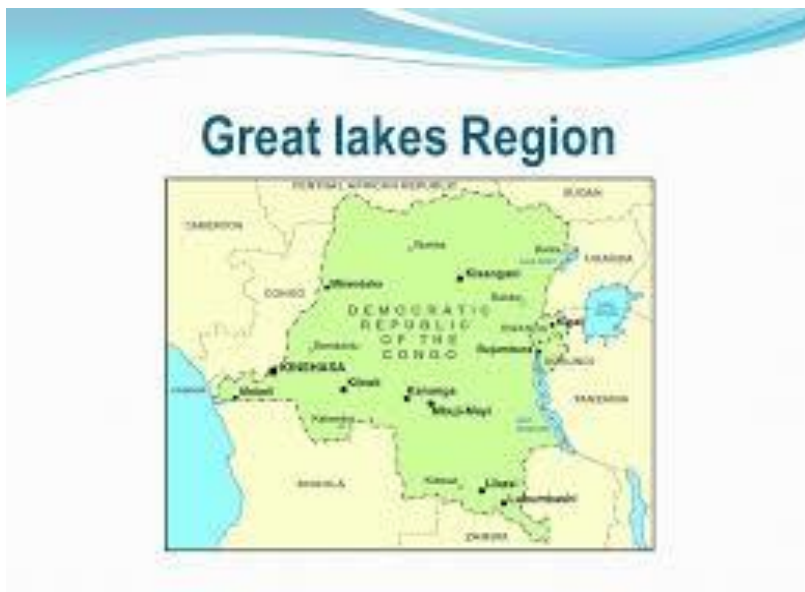 Great lakes Region
CENTRAL AFRICAN REPUBLIC
SUDAN
CAMEROON
UGANDA
Kisangani
Mbandaka
CONGO
DEMOCRATIC
REPUBLIC
OF THE
CONGO
Kigali
Bujumbura
BURUNDI
KINSHASA
Matadi
Kikwit
Kananga
Mbuji-Mayi
TANZANIA
ANGOLA
Likasi
Lubumbashi
ZAMBIA